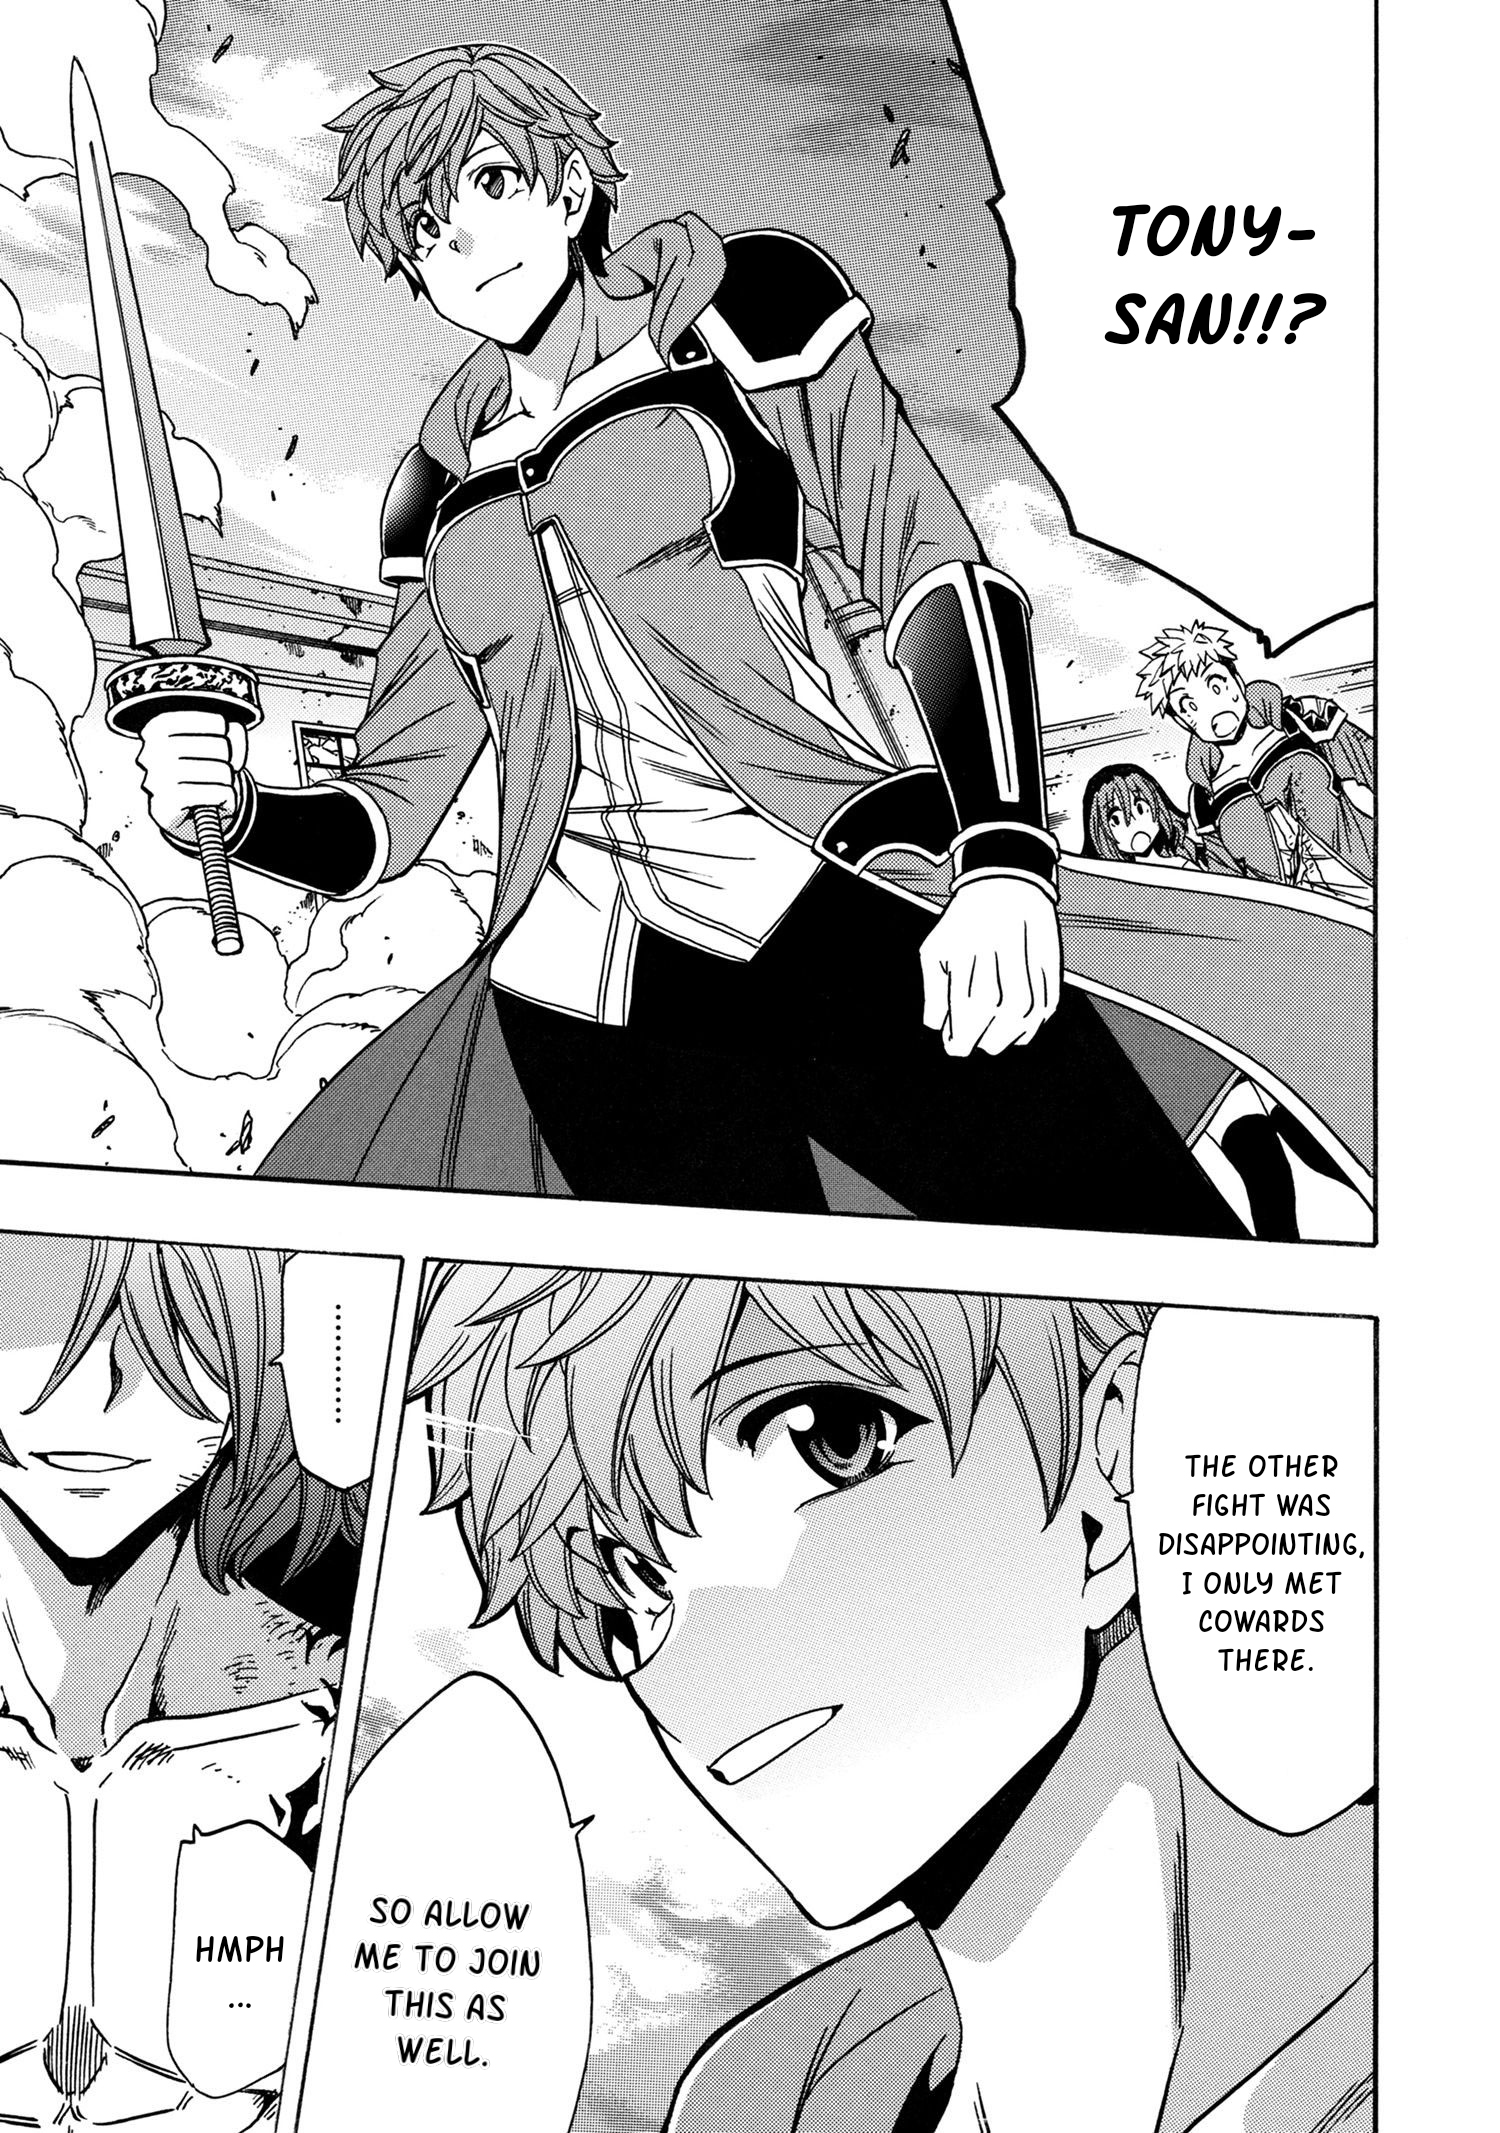 TONY-
SAN!!!?
THE OTHER
FIGHT WAS
DISAPPOINTING,
I ONLY MET
COWARDS
THERE.
SO ALLOW
ME TO JOIN
THIS AS
WELL.
..........
HMPH
...